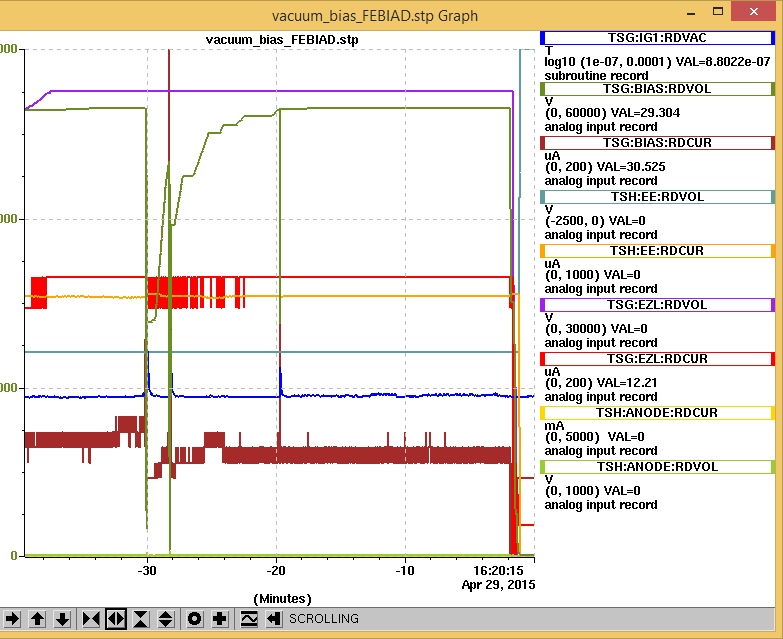 vacuum_bias_FEBIAD.stp Graph
vacuum_bias_FEBIAD.stp
000
000
000
0
-30
-20
-10
16:20:15
Apr 29, 2015
(Minutes)
TSG:IG1:RDVAC
T
log10 (1e-07, 0.0001) VAL=8.8022e-07
subroutine record
TSG:BIAS:RDVOL
V
(0, 60000) VAL=29.304
analog input record
TSG:BIAS:RDCUR
uA
(0, 200) VAL=30.525
analog input record
TSH:EE:RDVOL
V
(-2500, 0) VAL=0
analog input record
TSH:EE:RDCUR
uA
(0, 1000) VAL=0
analog input record
TSG:EZL:RDVOL
V
(0, 30000) VAL=0
analog input record
TSG:EZL:RDCUR
uA
(0, 200) VAL=12.21
analog input record
TSH:ANODE:RDCUR
mA
(0, 5000) VAL=0
analog input record
TSH:ANODE:RDVOL
V
(0, 1000) VAL=0
analog input record
SCROLLING